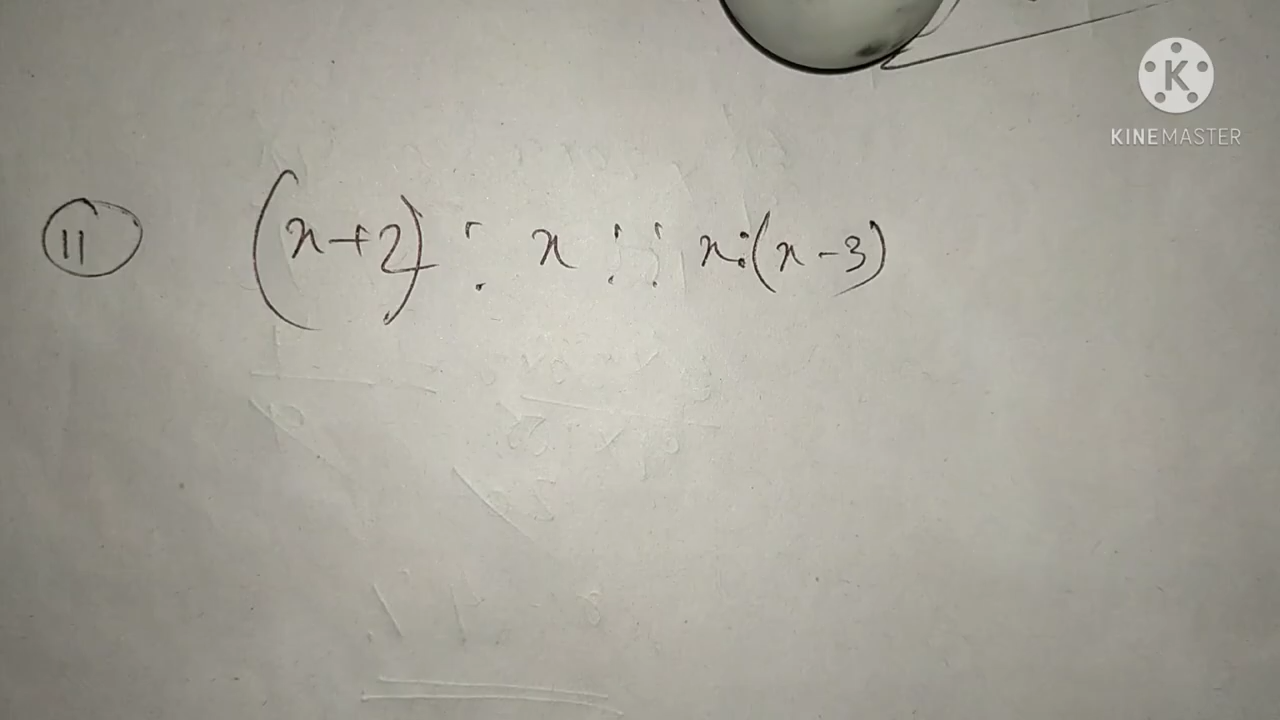 K
KINEMASTER
11 (x+2) : x :: x:(x-3)